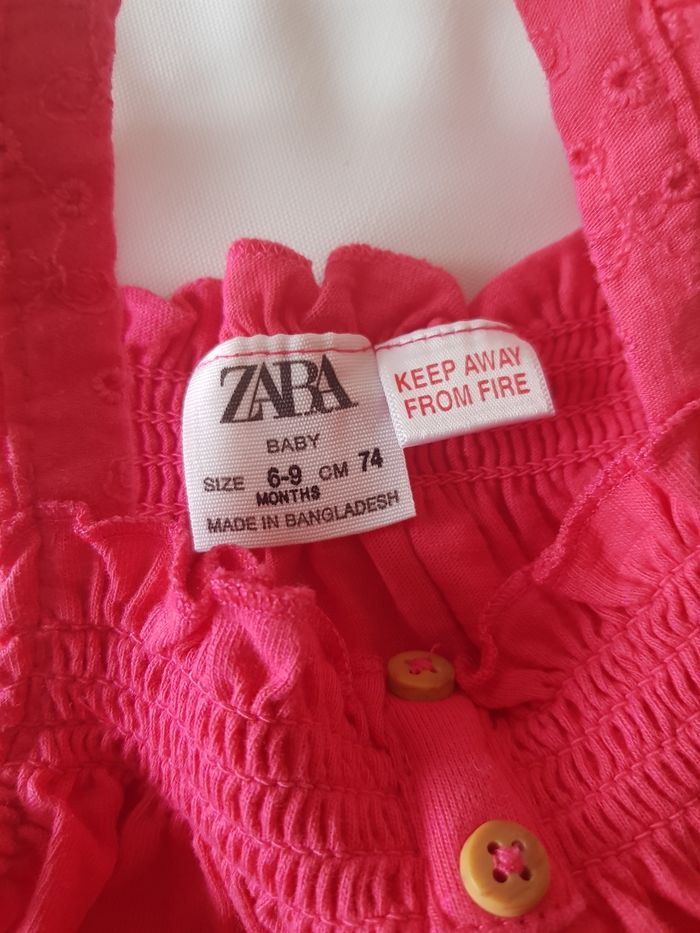 ZARA
BABY
SIZE 6-9 CM 74
MONTHS
MADE IN BANGLADESH
KEEP AWAY
FROM FIRE